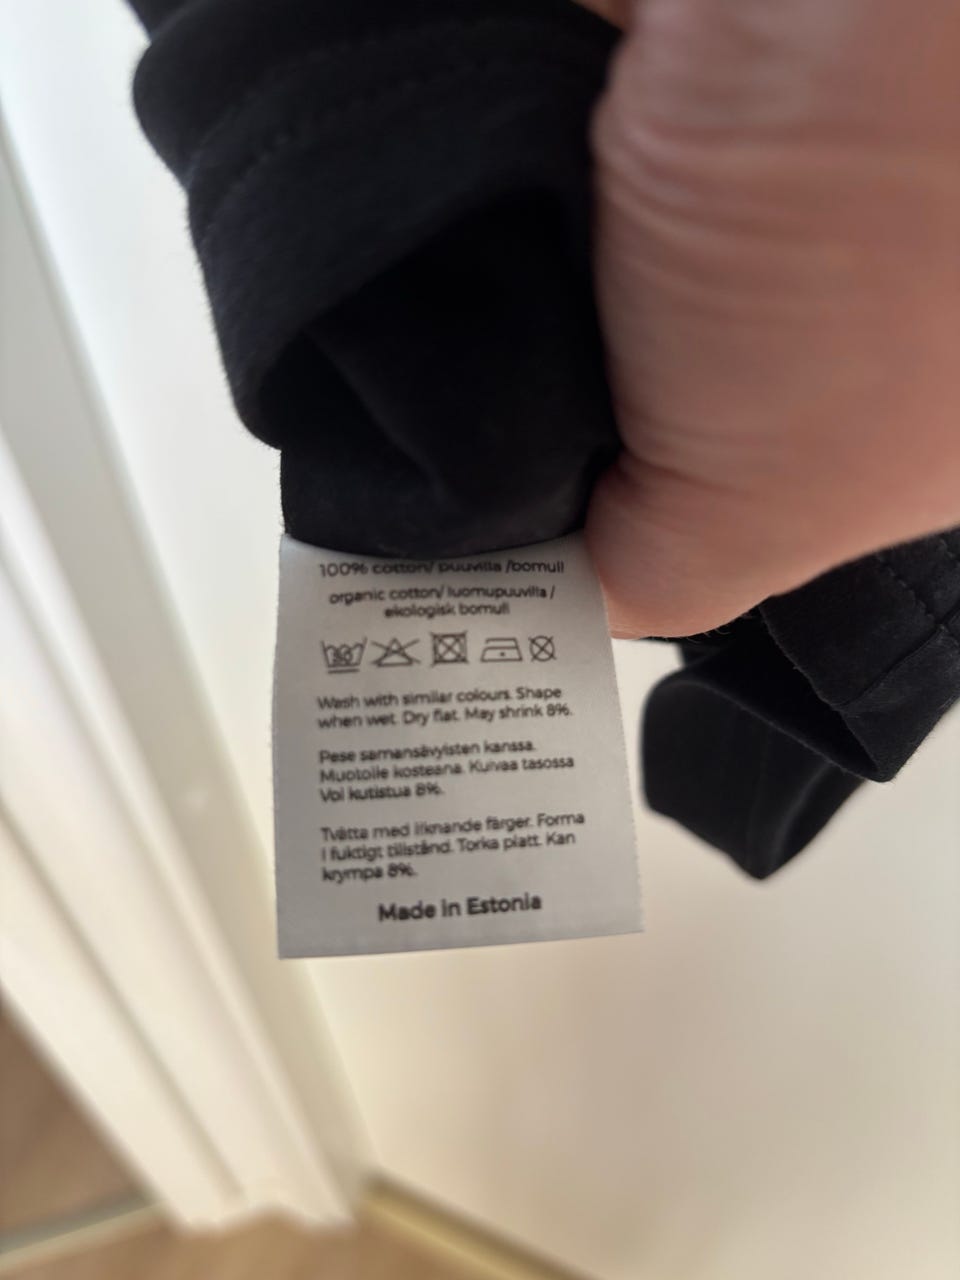 100% cotton/ puuvilla /bomull
organic cotton/ luomupuuvilla /
ekologisk bomull
30
Wash with similar colours. Shape
when wet. Dry flat. May shrink 8%.
Pese samansävyisten kanssa.
Muotoile kosteana. Kuivaa tasossa
Voi kutistua 8%.
Tvätta med liknande färger. Forma
i fuktigt tillstånd. Torka platt. Kan
krympa 8%.
Made in Estonia